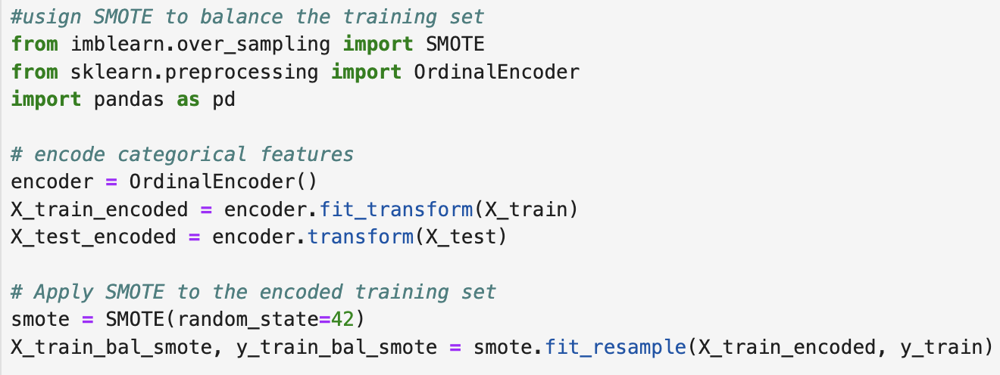 #usign SMOTE to balance the training set
from imblearn.over_sampling import SMOTE
from sklearn.preprocessing import OrdinalEncoder
import pandas as pd
# encode categorical features
encoder = OrdinalEncoder()
X_train_encoded = encoder.fit_transform(X_train)
X_test_encoded = encoder.transform(X_test)
# Apply SMOTE to the encoded training set
smote = SMOTE(random_state=42)
X_train_bal_smote, y_train_bal_smote = smote.fit_resample(X_train_encoded, y_train)